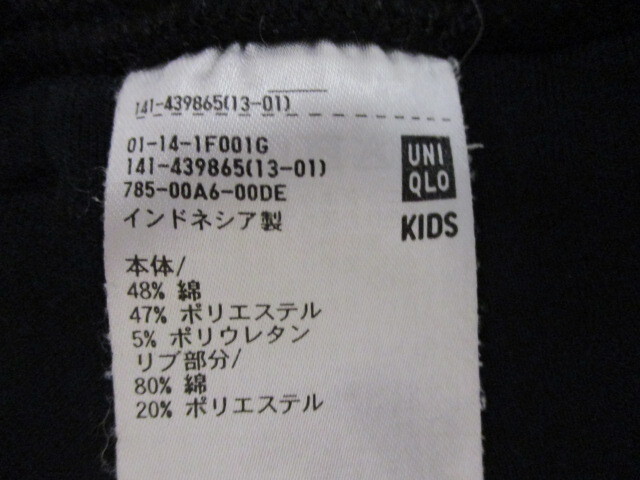 141-439865(13-01)
01-14-1F001G
141-439865(13-01)
785-00A6-00DE
インドネシア製
UNI
QLO
KIDS
本体/
48% 綿
47% ポリエステル
5% ポリウレタン
リブ部分/
80% 綿
20% ポリエステル